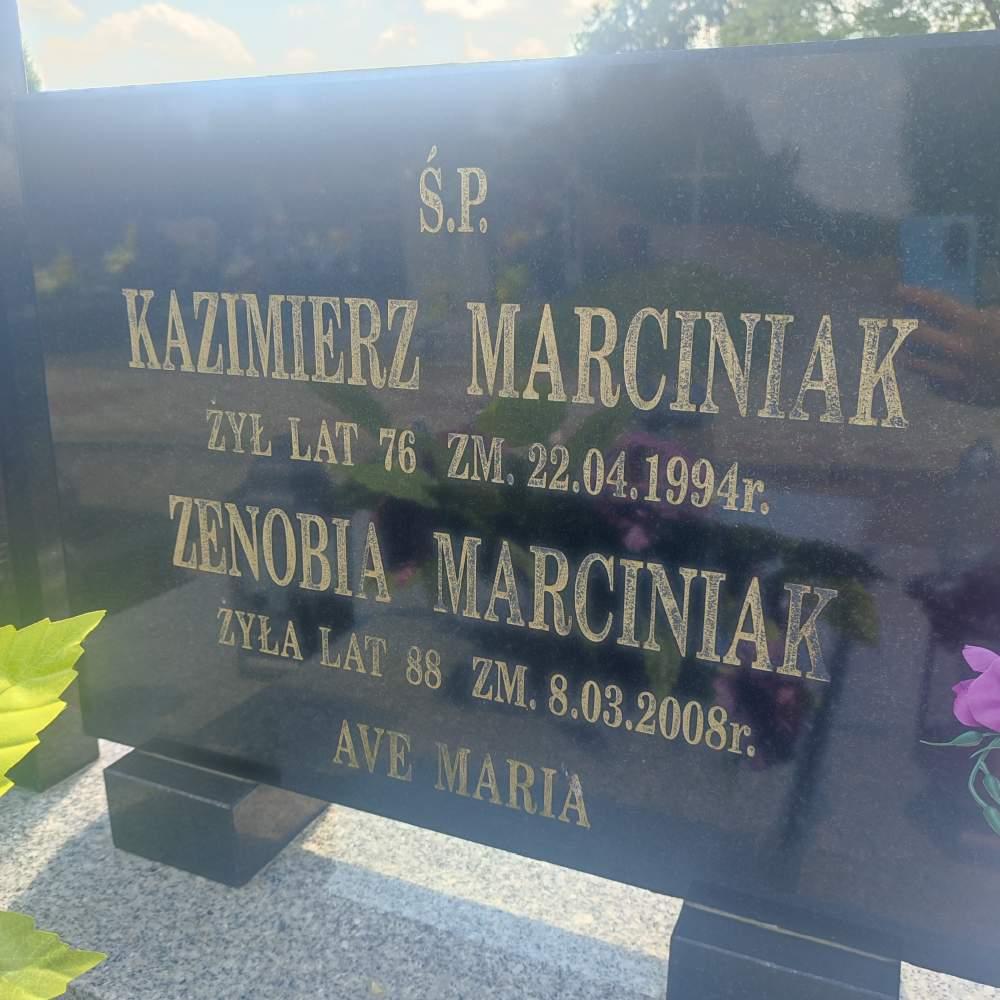 Ś.P.
KAZIMIERZ MARCINIAK
ŻYŁ LAT 76 ZM. 22.04.1994r.
ZENOBIA MARCINIAK
ŻYŁA LAT 88 ZM. 8.03.2008r.
AVE MARIA